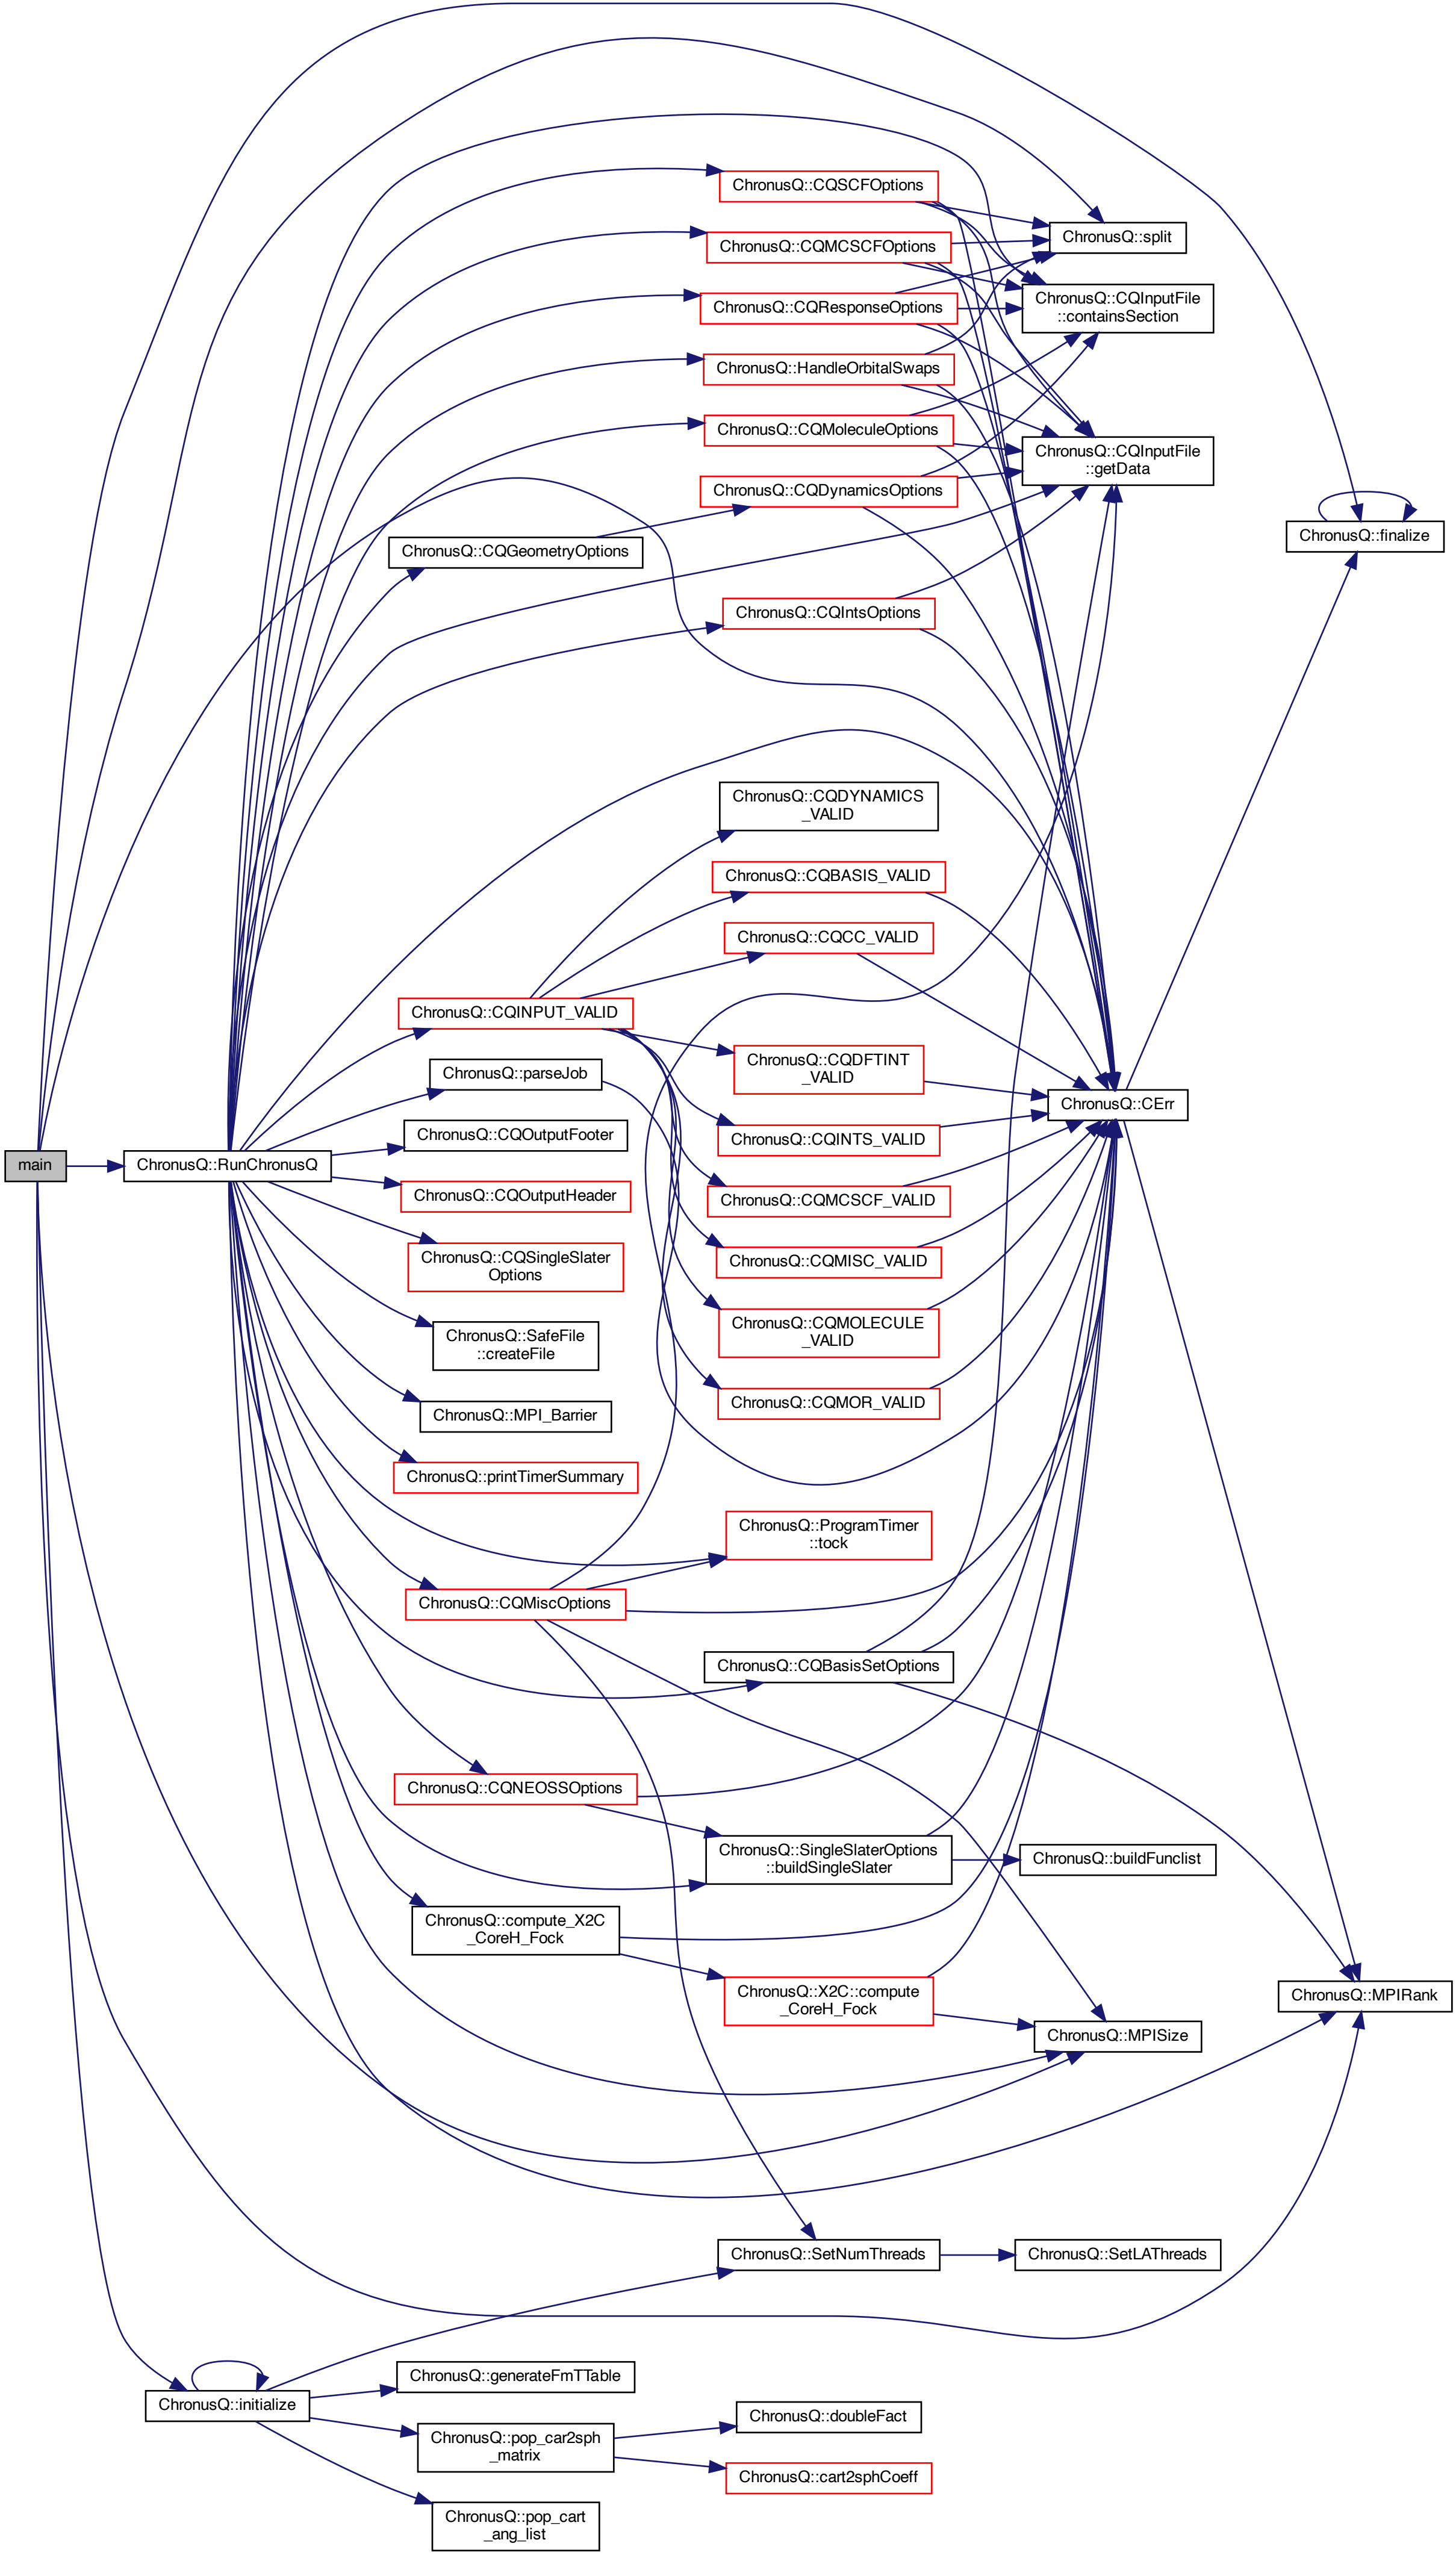 main
ChronusQ::RunChronusQ
ChronusQ::initialize
ChronusQ::CQGeometryOptions
ChronusQ::CQINPUT_VALID
ChronusQ::parseJob
ChronusQ::CQOutputFooter
ChronusQ::CQOutputHeader
ChronusQ::CQSingleSlater
Options
ChronusQ::SafeFile
::createFile
ChronusQ::MPI_Barrier
ChronusQ::printTimerSummary
ChronusQ::CQMiscOptions
ChronusQ::CQNEOSSOptions
ChronusQ::compute_X2C
_CoreH_Fock
ChronusQ::generateFmTTable
ChronusQ::pop_car2sph
_matrix
ChronusQ::pop_cart
_ang_list
ChronusQ::CQSCFOptions
ChronusQ::CQMCSCFOptions
ChronusQ::CQResponseOptions
ChronusQ::HandleOrbitalSwaps
ChronusQ::CQMoleculeOptions
ChronusQ::CQDynamicsOptions
ChronusQ::CQIntsOptions
ChronusQ::CQDYNAMICS
_VALID
ChronusQ::CQBASIS_VALID
ChronusQ::CQCC_VALID
ChronusQ::CQDFTINT
_VALID
ChronusQ::CQINTS_VALID
ChronusQ::CQMCSCF_VALID
ChronusQ::CQMISC_VALID
ChronusQ::CQMOLECULE
_VALID
ChronusQ::CQMOR_VALID
ChronusQ::ProgramTimer
::tock
ChronusQ::CQBasisSetOptions
ChronusQ::SingleSlaterOptions
::buildSingleSlater
ChronusQ::X2C::compute
_CoreH_Fock
ChronusQ::SetNumThreads
ChronusQ::doubleFact
ChronusQ::cart2sphCoeff
ChronusQ::split
ChronusQ::CQInputFile
::containsSection
ChronusQ::CQInputFile
::getData
ChronusQ::CErr
ChronusQ::buildFunclist
ChronusQ::MPISize
ChronusQ::SetLAThreads
ChronusQ::finalize
ChronusQ::MPIRank